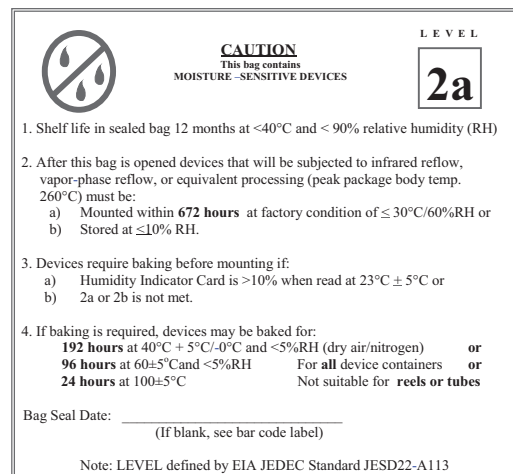 LEVEL
CAUTION
This bag contains
MOISTURE –SENSITIVE DEVICES
2a
1. Shelf life in sealed bag 12 months at <40°C and < 90% relative humidity (RH)
2. After this bag is opened devices that will be subjected to infrared reflow,
vapor-phase reflow, or equivalent processing (peak package body temp.
260°C) must be:
a) Mounted within 672 hours at factory condition of ≤ 30°C/60%RH or
b) Stored at ≤10% RH.
3. Devices require baking before mounting if:
a) Humidity Indicator Card is >10% when read at 23°C ± 5°C or
b) 2a or 2b is not met.
4. If baking is required, devices may be baked for:
192 hours at 40°C + 5°C/-0°C and <5%RH (dry air/nitrogen) or
96 hours at 60±5°Cand <5%RH For all device containers or
24 hours at 100±5°C Not suitable for reels or tubes
Bag Seal Date: ______________________________
(If blank, see bar code label)
Note: LEVEL defined by EIA JEDEC Standard JESD22-A113